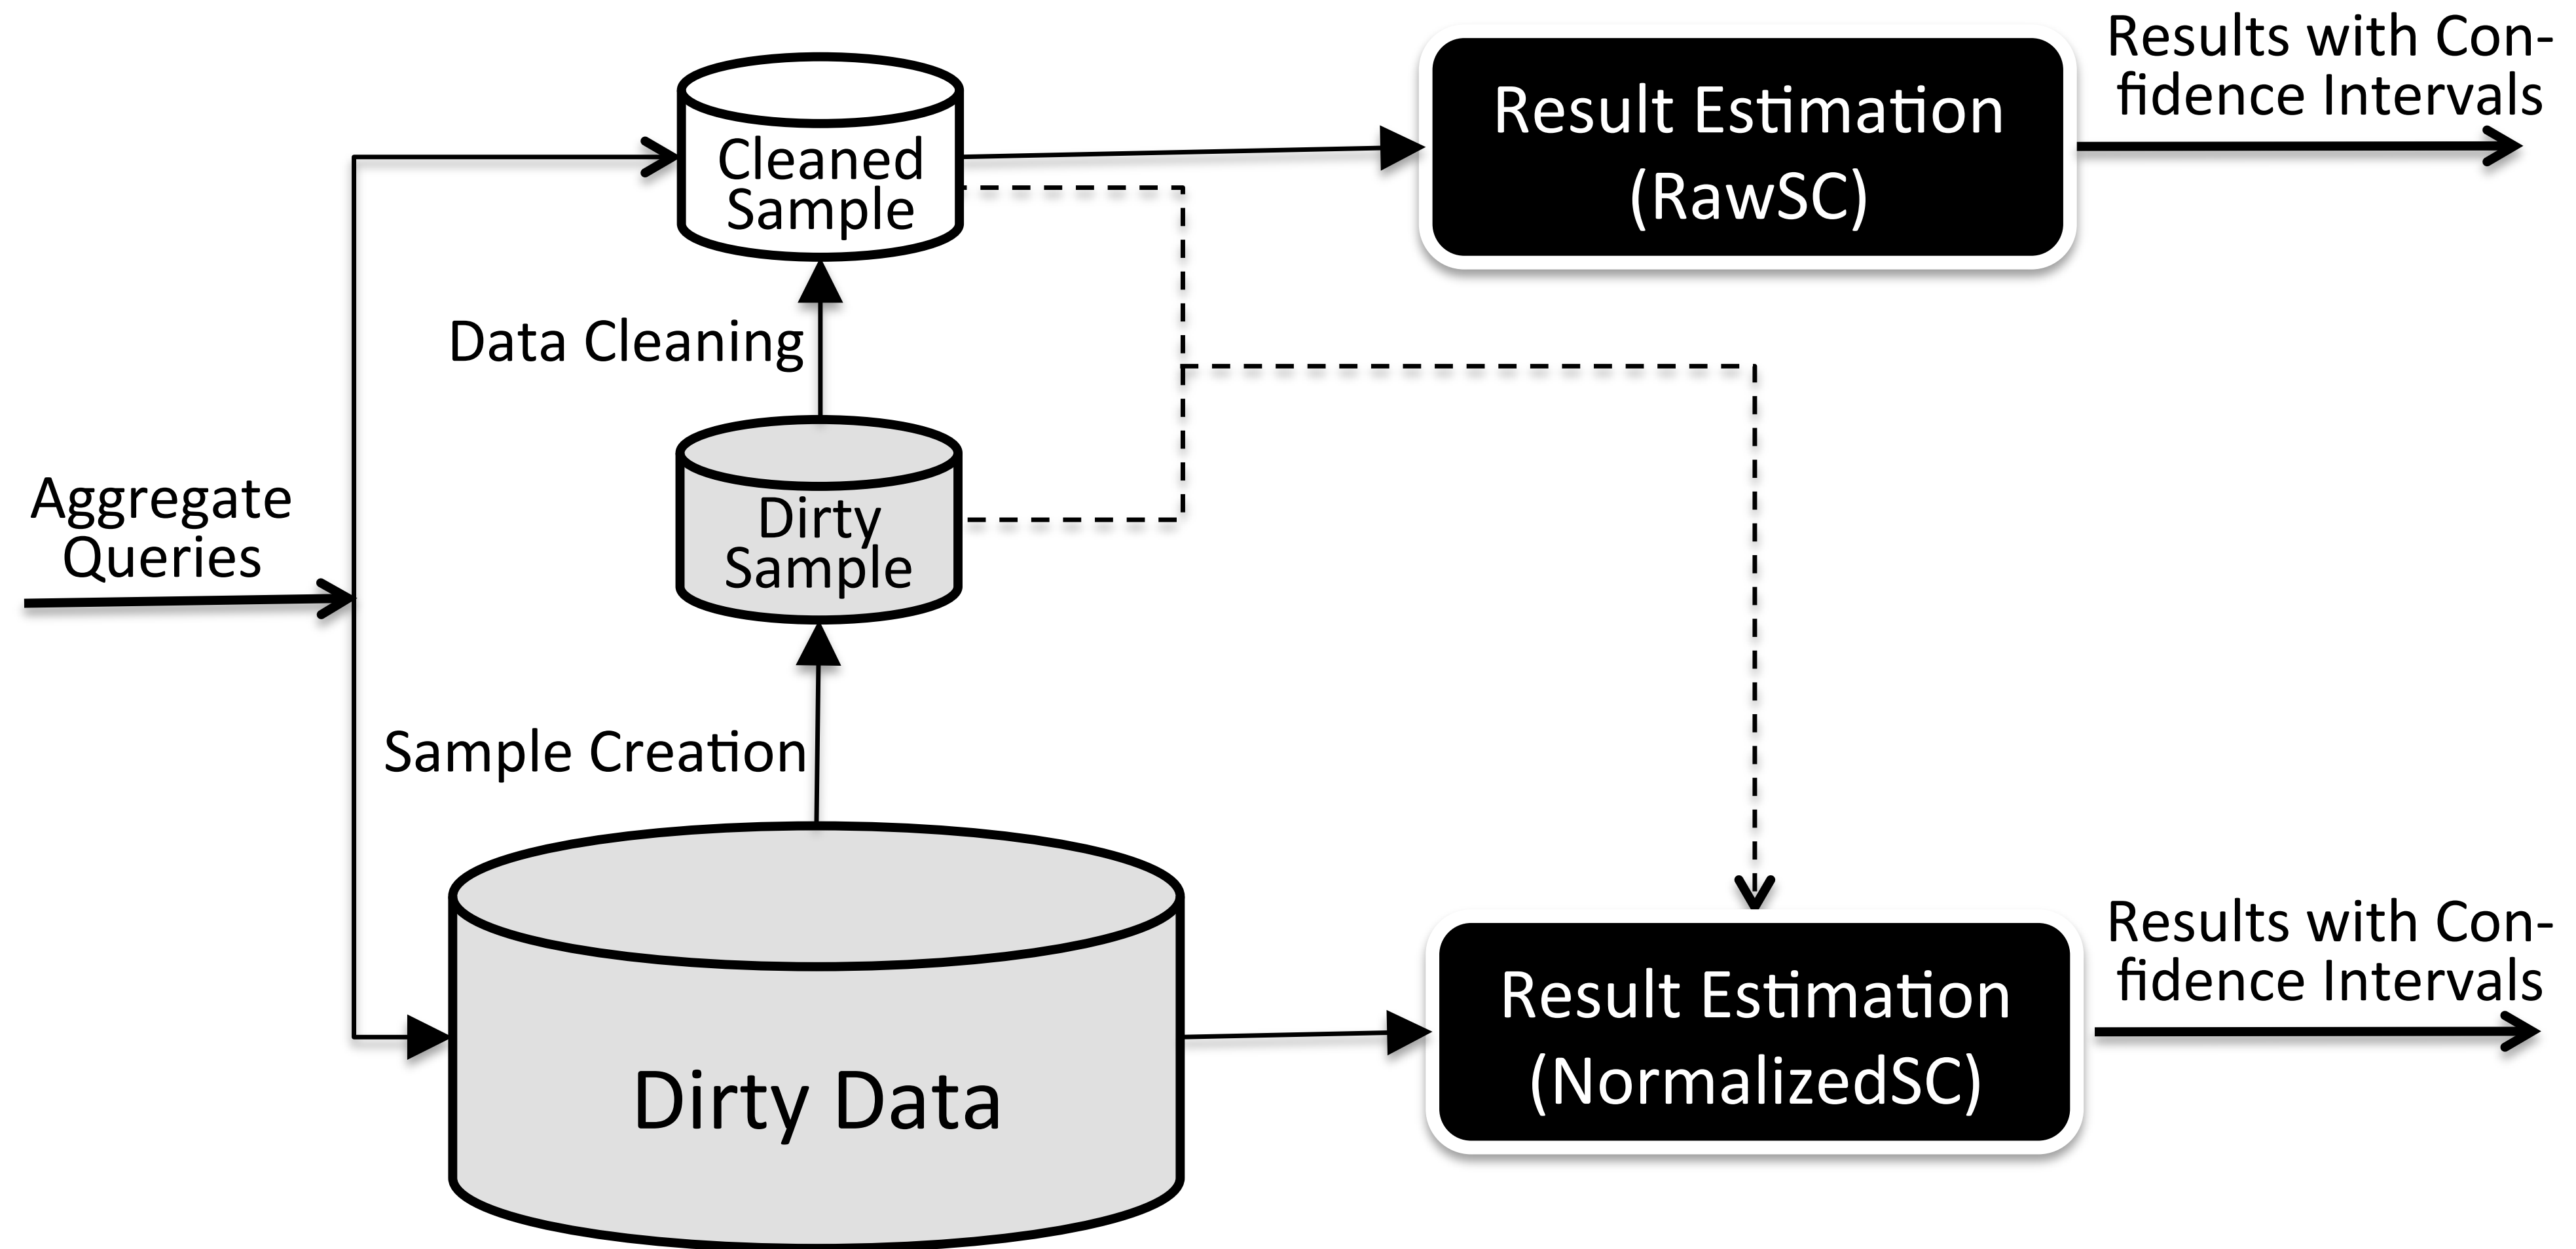 Results with Con-
fidence Intervals
Result Estimation
(RawSC)
Cleaned
Sample
Data Cleaning
Aggregate
Queries
Dirty
Sample
Sample Creation
Results with Con-
fidence Intervals
Result Estimation
(NormalizedSC)
Dirty Data